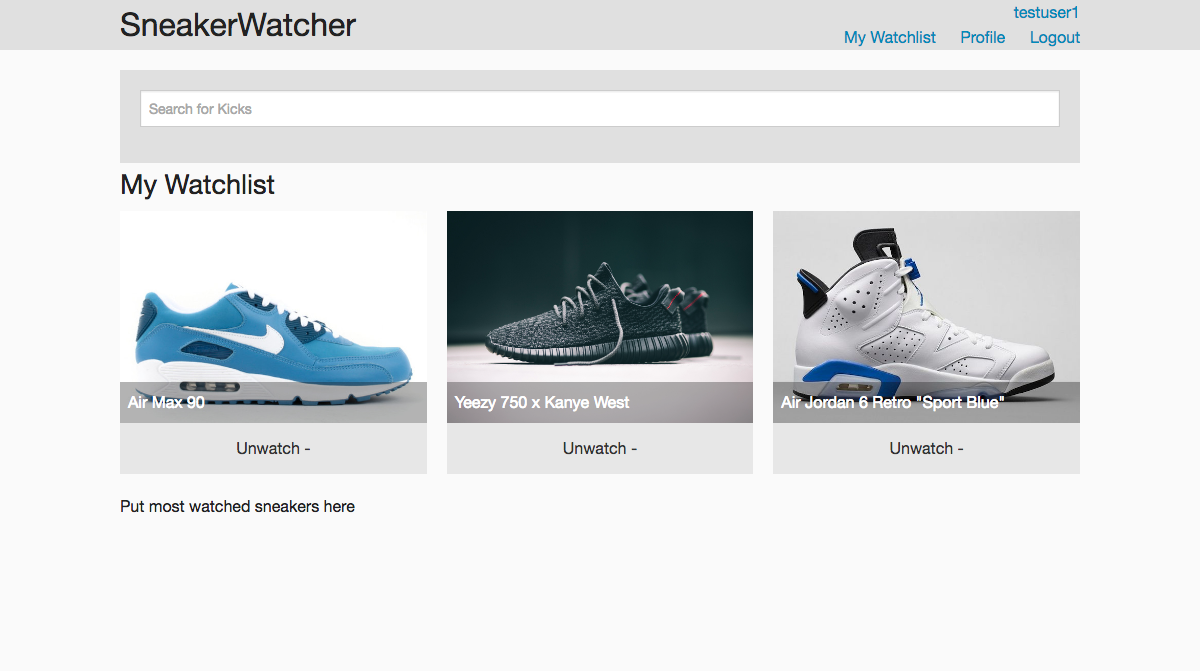 SneakerWatcher
testuser1
My Watchlist Profile Logout
Search for Kicks
My Watchlist
Air Max 90
Yeezy 750 x Kanye West
Air Jordan 6 Retro "Sport Blue"
Unwatch -
Unwatch -
Unwatch -
Put most watched sneakers here